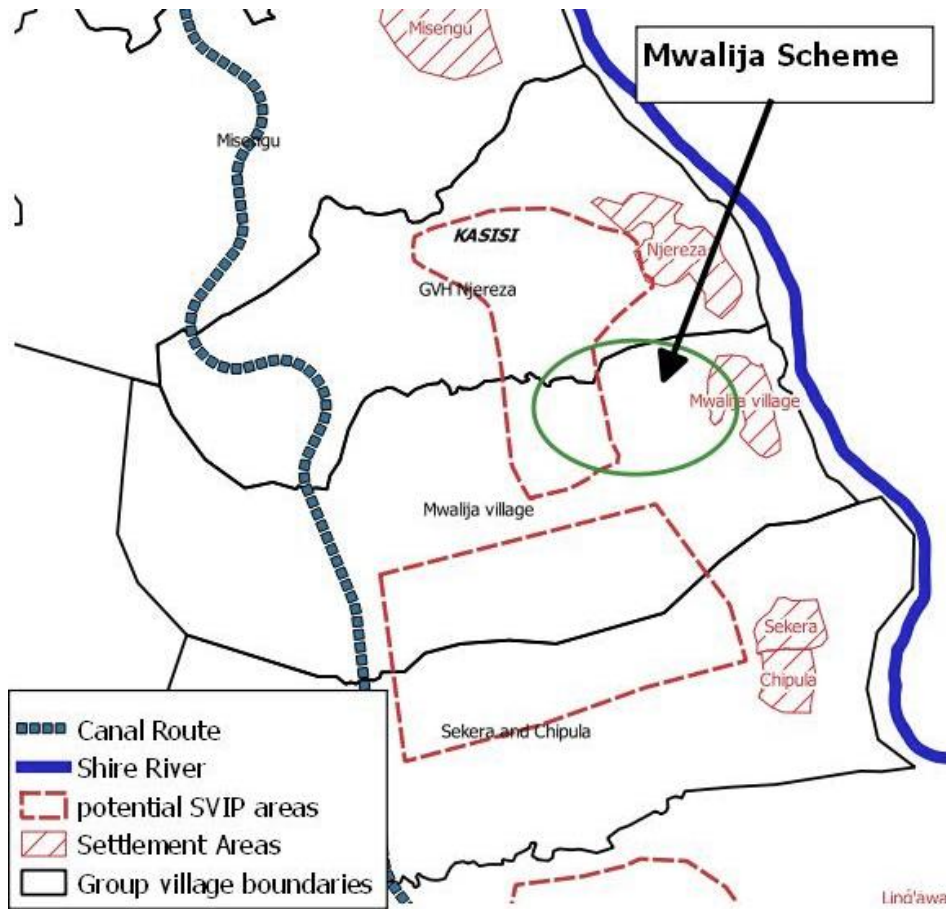 Misengu
Mwalija Scheme
Misengu
KASISI
Njereza
GVH Njereza
Mwalija village
Mwalija village
Sekera
Chipula
Sekera and Chipula
Canal Route
Shire River
potential SVIP areas
Settlement Areas
Group village boundaries